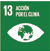 13 ACCIÓN
POR EL CLIMA